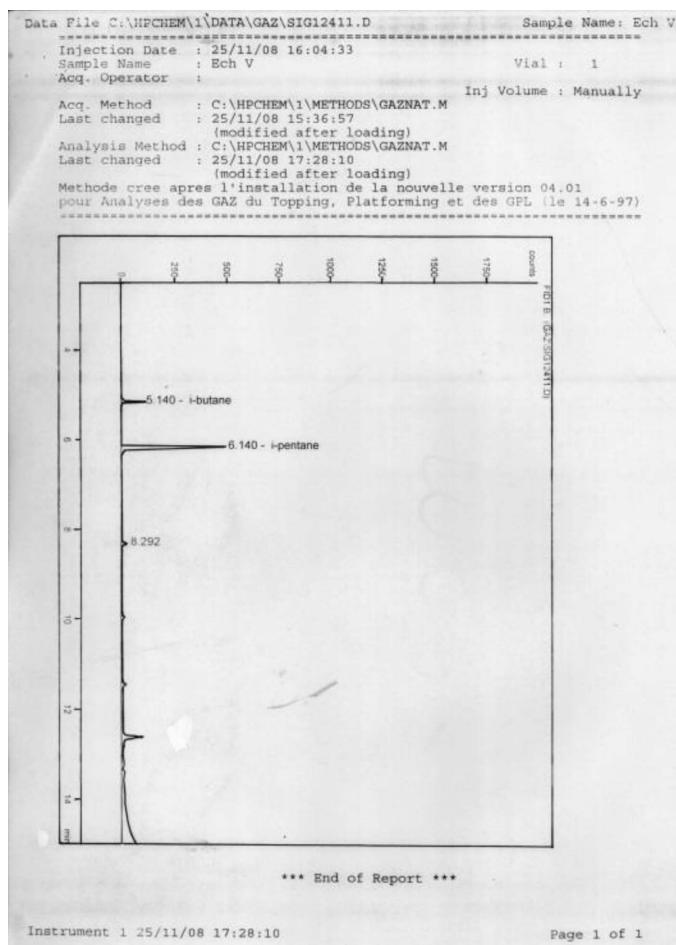 Data File C:\HPCHEM\1\DATA\GAZ\SIG12411.D Sample Name: Ech V
Injection Date : 25/11/08 16:04:33
Sample Name : Ech V Vial : 1
Acq. Operator :
Inj Volume : Manually
Acq. Method : C:\HPCHEM\1\METHODS\GAZNAT.M
Last changed : 25/11/08 15:36:57
(modified after loading)
Analysis Method : C:\HPCHEM\1\METHODS\GAZNAT.M
Last changed : 25/11/08 17:28:10
(modified after loading)
Methode cree apres l'installation de la nouvelle version 04.01
pour Analyses des GAZ du Topping, Platforming et des GPL (le 14-6-97)
0 250 500 750 1000 1250 1500 1750 counts
FID1 B, (GAZ\SIG12411.D)
4
5.140 - i-butane
6
6.140 - i-pentane
8
8.292
10
12
14
min
*** End of Report ***
Instrument 1 25/11/08 17:28:10 Page 1 of 1